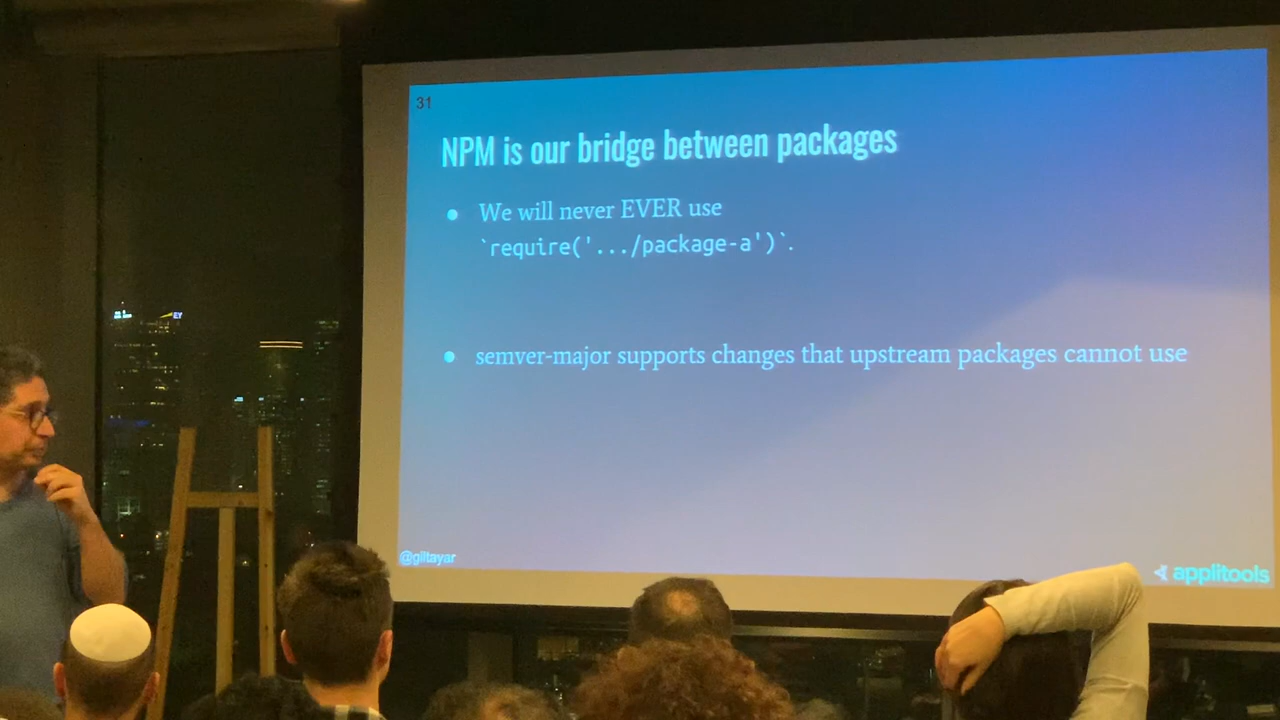 31
NPM is our bridge between packages
● We will never EVER use
`require('.../package-a')`.
● semver-major supports changes that upstream packages cannot use
@giltayar
applitools
EY